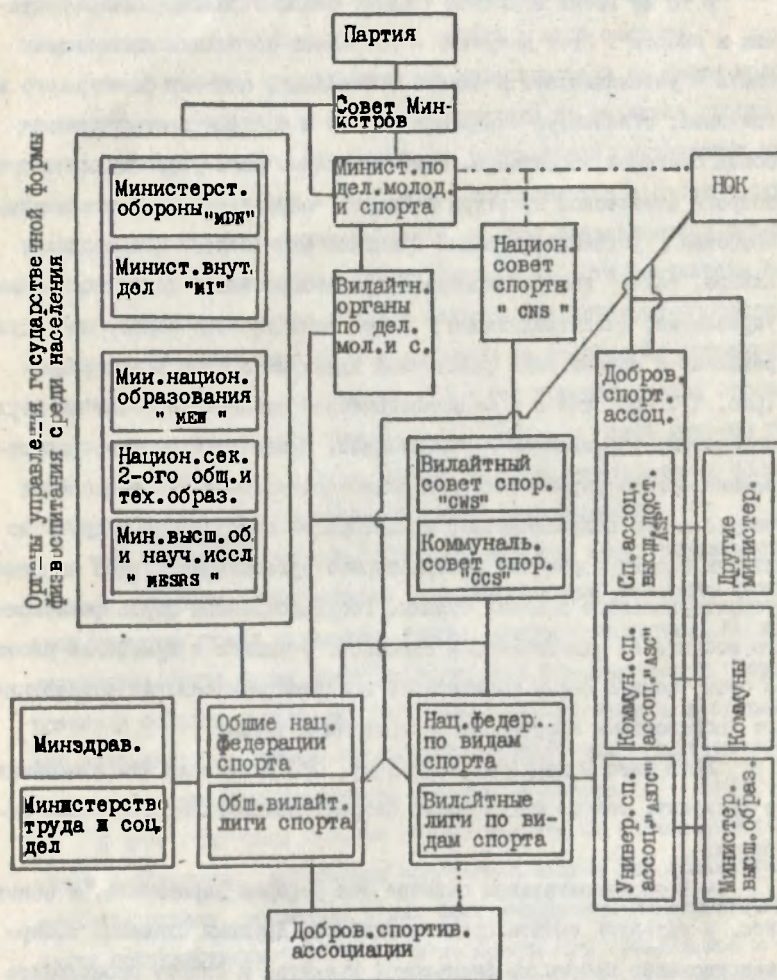 Партия
Совет Мин-
истров
Минист.по
дел.молод.
и спорта
НОК
Органы управления государственной формы
физвоспитания среди населения
Министерст.
обороны "MDN"
Минист.внут.
дел "MI"
Национ.
совет
спорта
" CNS "
Вилайтн.
органы
по дел.
мол.и с.
Мин.национ.
образования
" MEN "
Национ.сек.
2-ого общ.и
тех.образ.
Мин.высш.об
и науч.иссл
" MESRS "
Добров.
спорт.
ассоц.
Вилайтный
совет спор.
"CWS"
Коммуналь.
совет спор.
"CCS"
Сп.ассоц.
высш.дост.
"ASP"
Другие
министер.
Коммун.сп.
ассоц."ASC"
Коммуны
Универ.сп.
ассоц."ASUC"
Министер.
высш.образ.
Минздрав.
Министерство
труда и соц.
дел
Общие нац.
федерации
спорта
Общ.вилайт.
лиги спорта
Нац.федер..
по видам
спорта
Вилайтные
лиги по ви-
дам спорта
Добров.спортив.
ассоциации